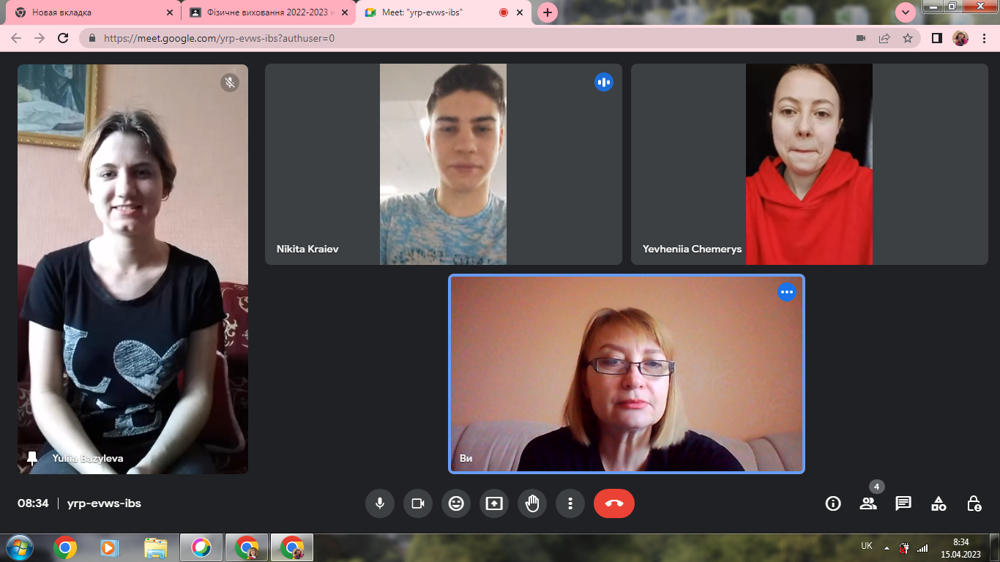 Новая вкладка
Фізичне виховання 2022-2023 н
Meet: "yrp-evws-ibs"
https://meet.google.com/yrp-evws-ibs?authuser=0
Nikita Kraiev
Yevheniia Chemerys
LO
Yuliia Bazyleva
Ви
08:34 | yrp-evws-ibs
4
UK
8:34
15.04.2023